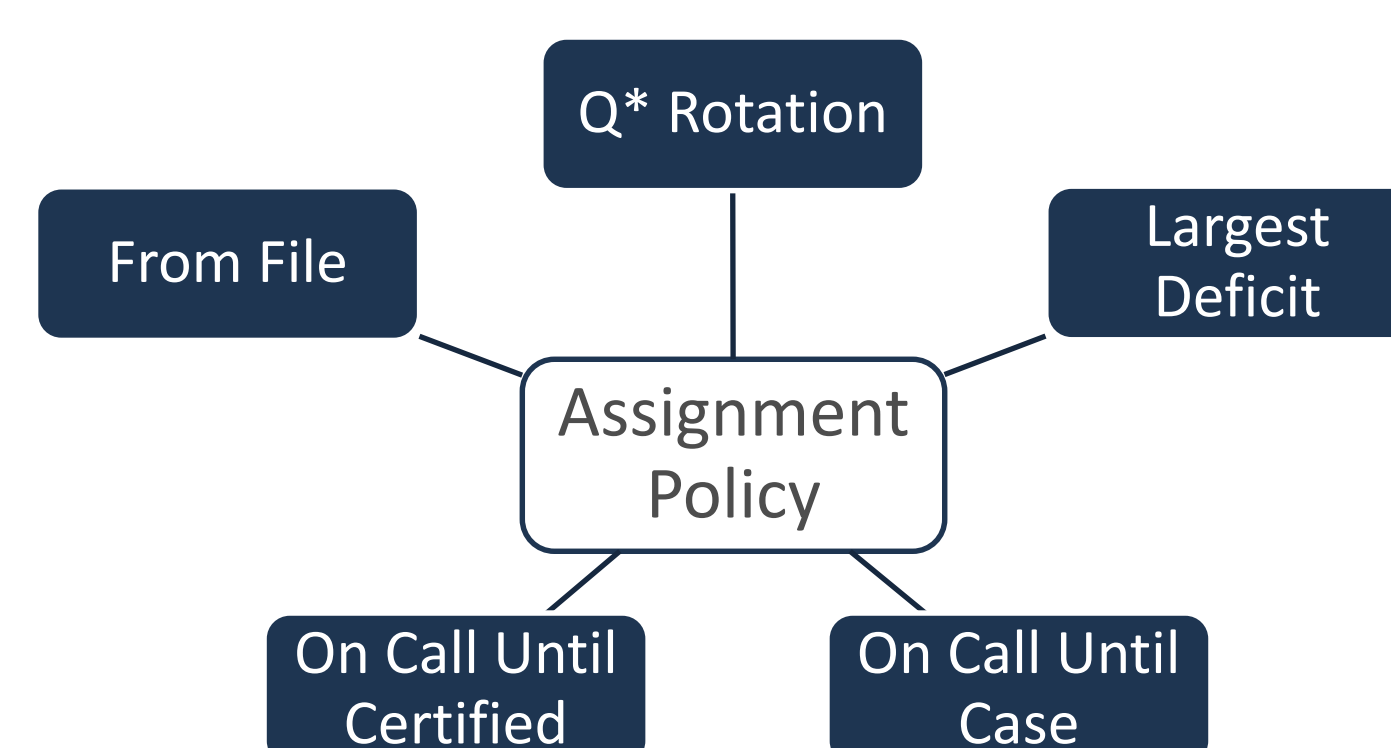 Q* Rotation
From File
Largest
Deficit
Assignment
Policy
On Call Until
Certified
On Call Until
Case